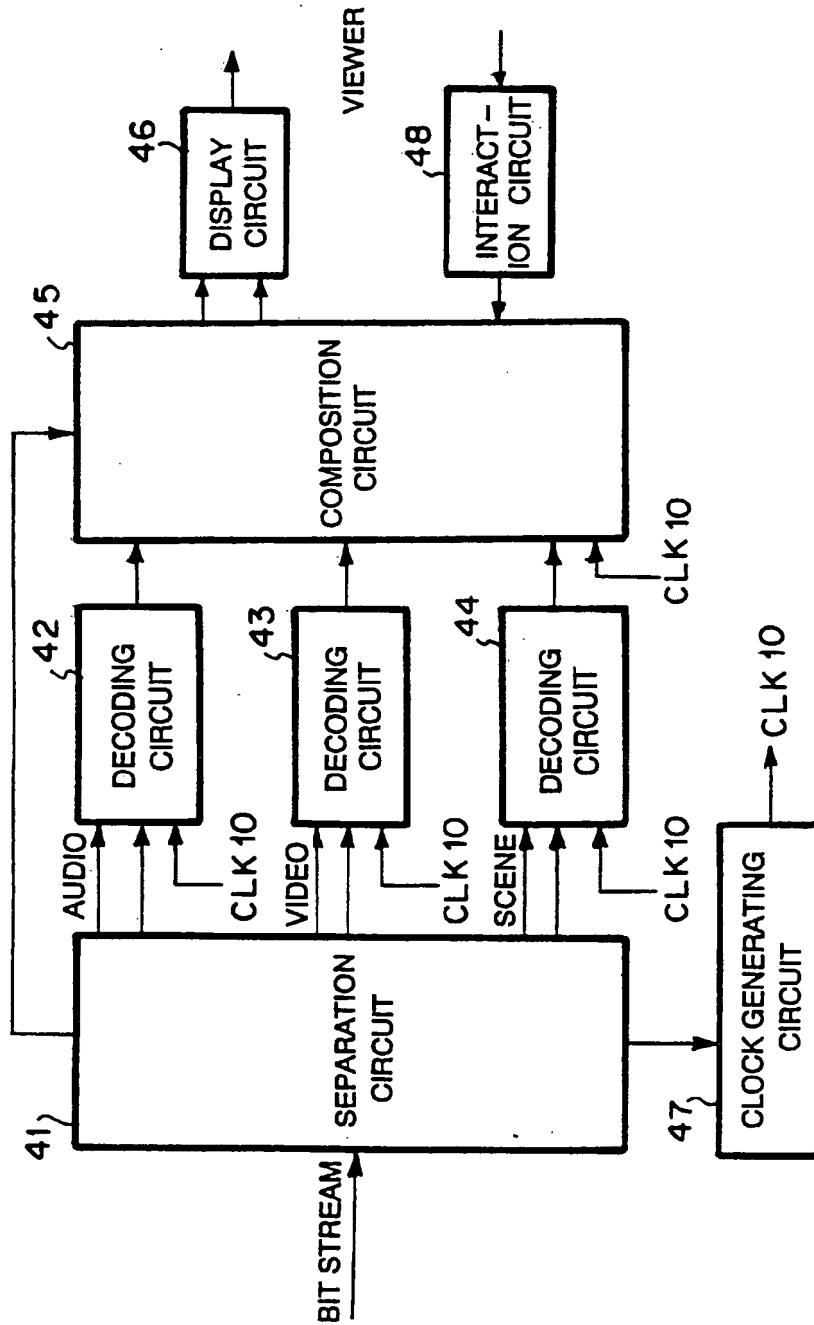 BIT STREAM
41
SEPARATION
CIRCUIT
AUDIO
CLK 10
VIDEO
CLK 10
SCENE
CLK 10
42
DECODING
CIRCUIT
43
DECODING
CIRCUIT
44
DECODING
CIRCUIT
45
COMPOSITION
CIRCUIT
CLK 10
46
DISPLAY
CIRCUIT
VIEWER
48
INTERACT-
ION CIRCUIT
47
CLOCK GENERATING
CIRCUIT
CLK 10